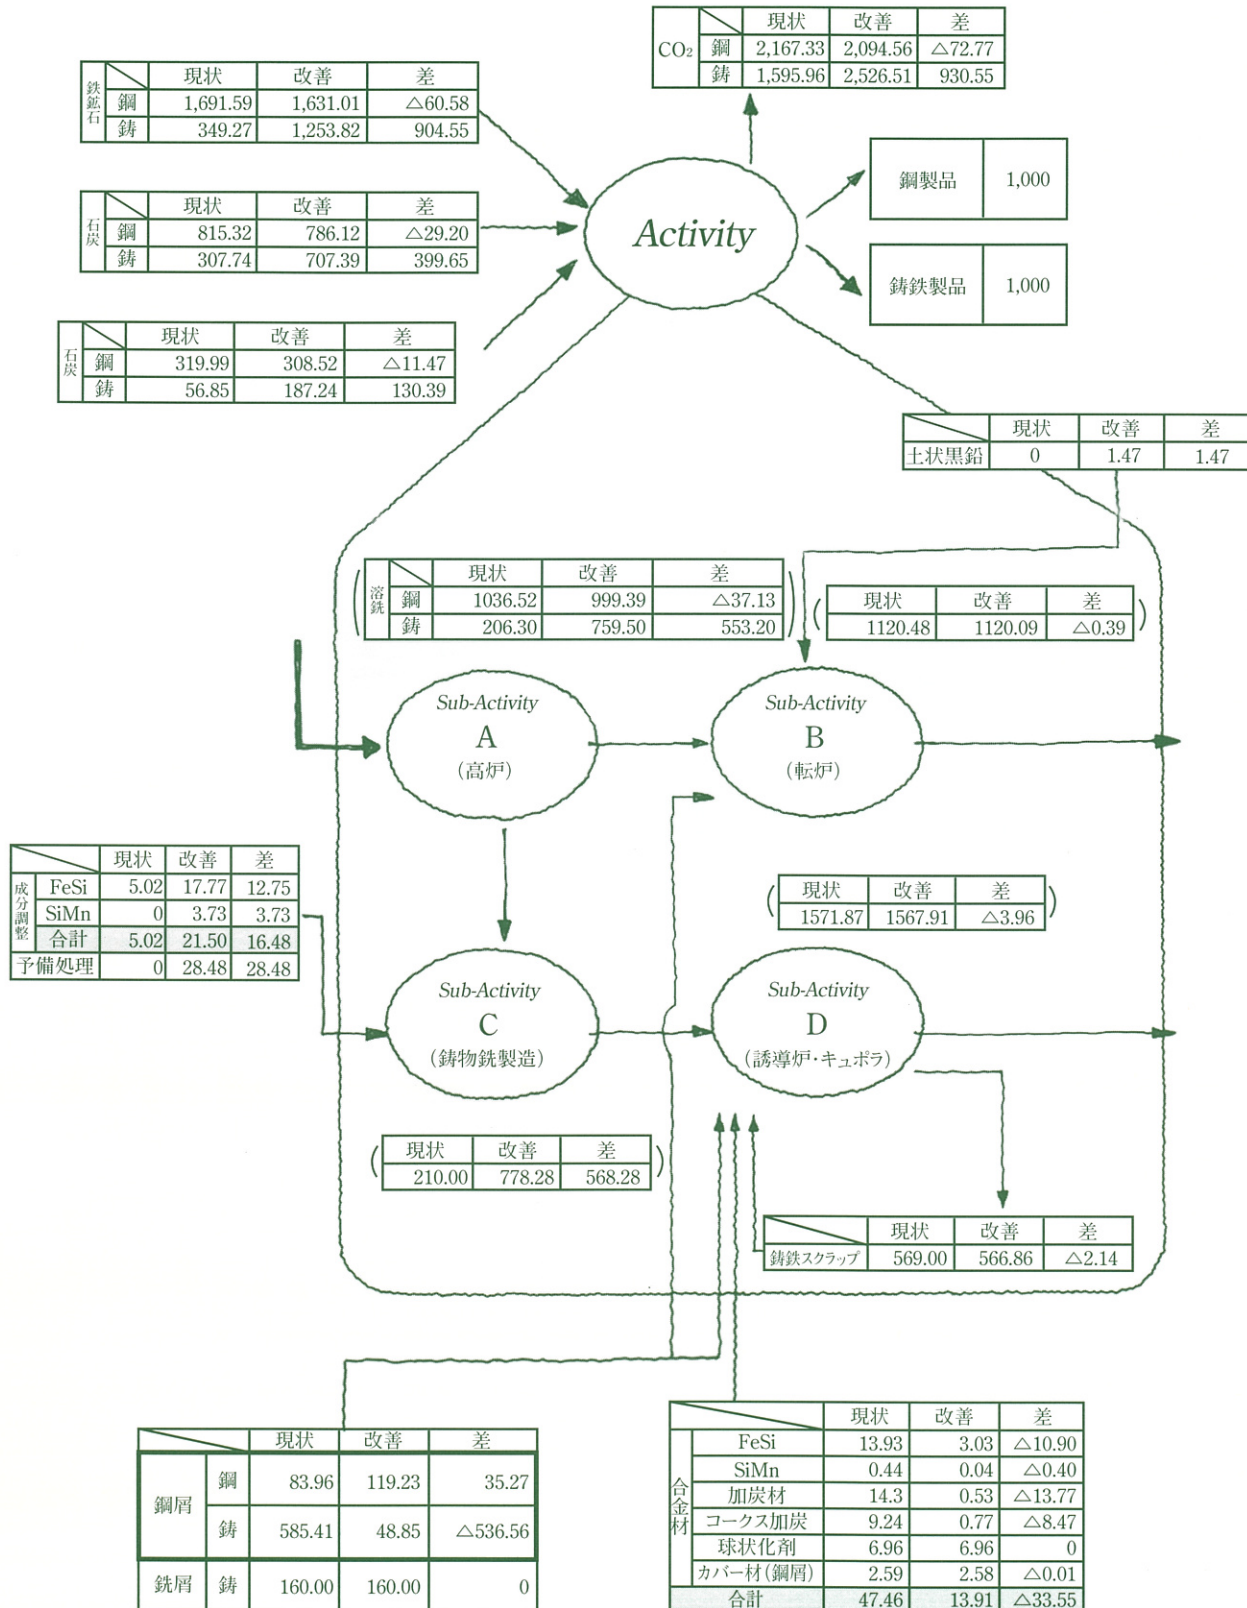 現状 改善 差
CO₂ 鋼 2,167.33 2,094.56 △72.77
鋳 1,595.96 2,526.51 930.55
現状 改善 差
鉄鉱石 鋼 1,691.59 1,631.01 △60.58
鋳 349.27 1,253.82 904.55
鋼製品 1,000
現状 改善 差
石炭 鋼 815.32 786.12 △29.20
鋳 307.74 707.39 399.65
Activity
鋳鉄製品 1,000
現状 改善 差
石炭 鋼 319.99 308.52 △11.47
鋳 56.85 187.24 130.39
現状 改善 差
土状黒鉛 0 1.47 1.47
現状 改善 差
溶銑 鋼 1036.52 999.39 △37.13
鋳 206.30 759.50 553.20
現状 改善 差
1120.48 1120.09 △0.39
Sub-Activity
A
(高炉)
Sub-Activity
B
(転炉)
現状 改善 差
成分調整 FeSi 5.02 17.77 12.75
SiMn 0 3.73 3.73
合計 5.02 21.50 16.48
予備処理 0 28.48 28.48
現状 改善 差
1571.87 1567.91 △3.96
Sub-Activity
C
(鋳物銑製造)
Sub-Activity
D
(誘導炉・キュポラ)
現状 改善 差
210.00 778.28 568.28
現状 改善 差
鋳鉄スクラップ 569.00 566.86 △2.14
現状 改善 差
鋼屑 鋼 83.96 119.23 35.27
鋳 585.41 48.85 △536.56
銑屑 鋳 160.00 160.00 0
現状 改善 差
合金材 FeSi 13.93 3.03 △10.90
SiMn 0.44 0.04 △0.40
加炭材 14.3 0.53 △13.77
コークス加炭 9.24 0.77 △8.47
球状化剤 6.96 6.96 0
カバー材(鋼屑) 2.59 2.58 △0.01
合計 47.46 13.91 △33.55